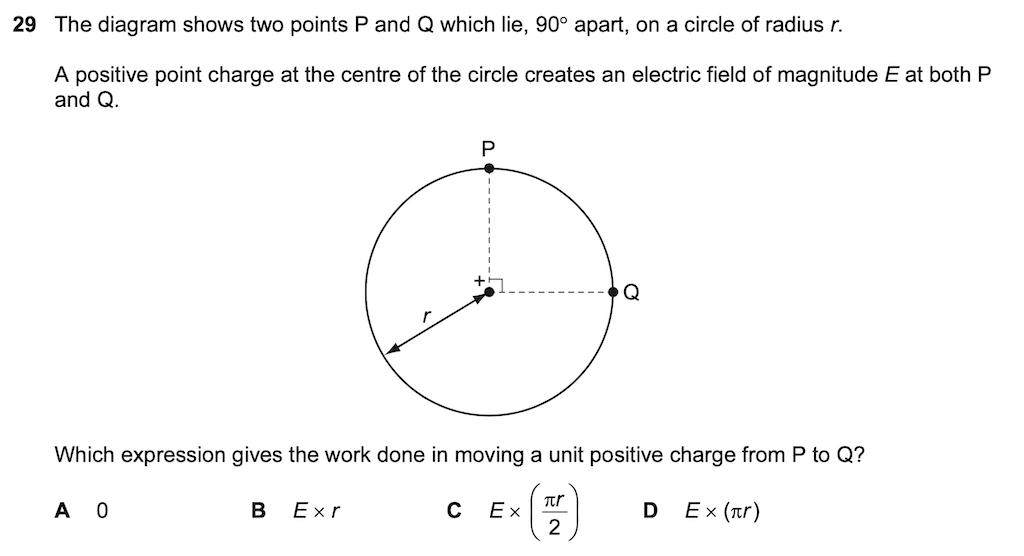 29 The diagram shows two points P and Q which lie, 90° apart, on a circle of radius r.
A positive point charge at the centre of the circle creates an electric field of magnitude E at both P
and Q.
P
+
Q
r
Which expression gives the work done in moving a unit positive charge from P to Q?
A 0 B E × r C E × (πr/2) D E × (πr)